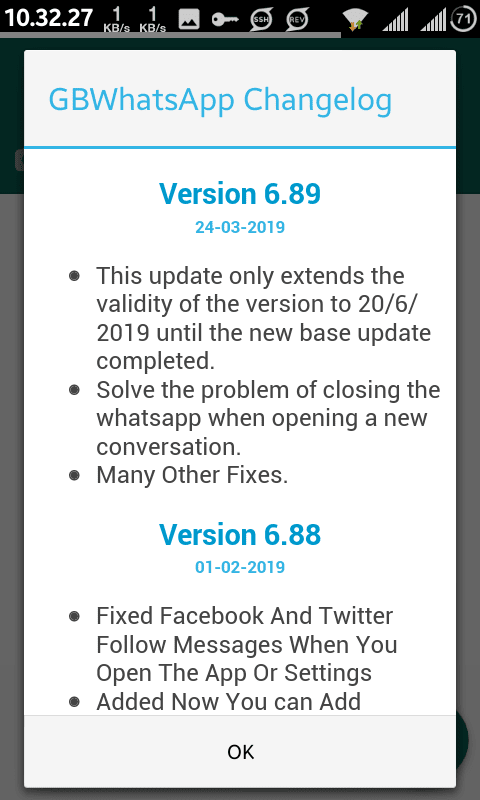 10.32.27 1 KB/s 1 KB/s SSH REV 71
GBWhatsApp Changelog
Version 6.89
24-03-2019
This update only extends the
validity of the version to 20/6/
2019 until the new base update
completed.
Solve the problem of closing the
whatsapp when opening a new
conversation.
Many Other Fixes.
Version 6.88
01-02-2019
Fixed Facebook And Twitter
Follow Messages When You
Open The App Or Settings
Added Now You can Add
OK